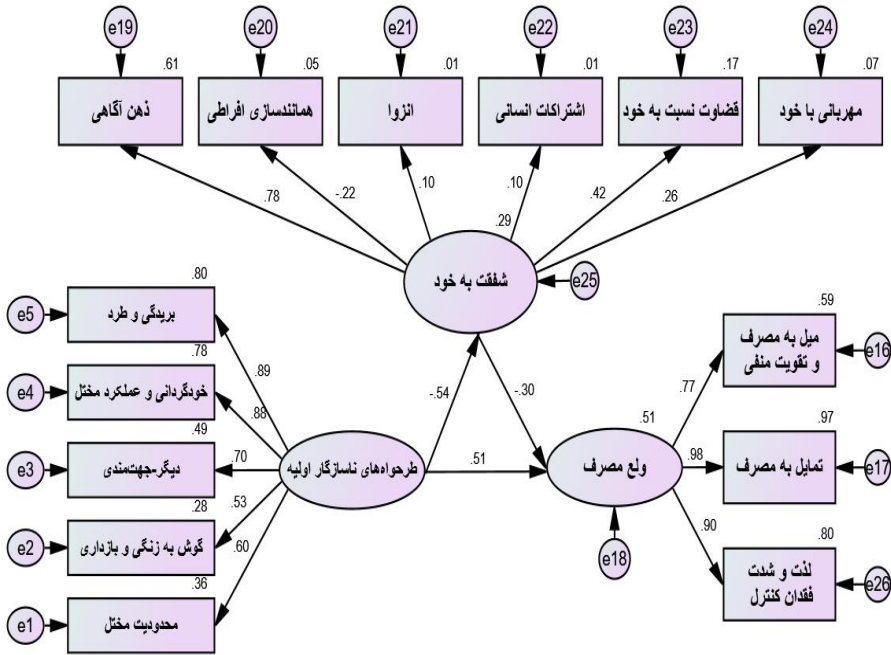 e19
e20
e21
e22
e23
e24
.61
.05
.01
.01
.17
.07
ذهن آگاهی
همانندسازی افراطی
انزوا
اشتراکات انسانی
قضاوت نسبت به خود
مهربانی با خود
.78
-.22
.10
.10
.42
.26
.29
شفقت به خود
e25
.80
e5
بریدگی و طرد
.78
e4
خودگردانی و عملکرد مختل
.49
e3
دیگر-جهت‌مندی
.28
e2
گوش به زنگی و بازداری
.36
e1
محدودیت مختل
.89
.88
.70
.53
.60
طرحواه‌های ناسازگار اولیه
-.54
-.30
.51
.51
ولع مصرف
e18
.77
.98
.90
.59
میل به مصرف
و تقویت منفی
e16
.97
تمایل به مصرف
e17
.80
لذت و شدت
فقدان کنترل
e26